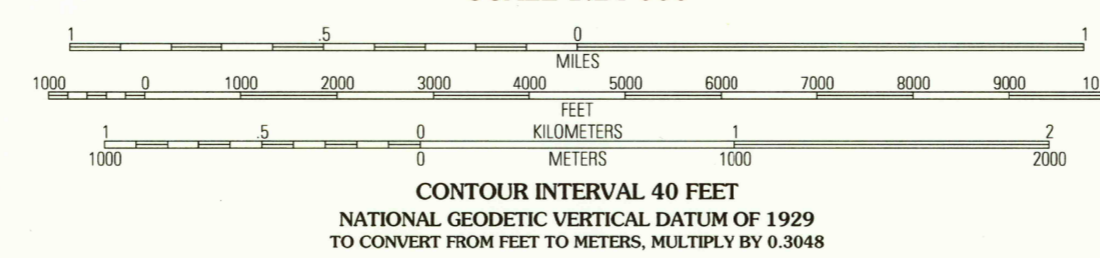 1 .5 0 1
MILES
1000 0 1000 2000 3000 4000 5000 6000 7000 8000 9000
FEET
1 .5 0 KILOMETERS 1 2
1000 0 METERS 1000 2000
CONTOUR INTERVAL 40 FEET
NATIONAL GEODETIC VERTICAL DATUM OF 1929
TO CONVERT FROM FEET TO METERS, MULTIPLY BY 0.3048